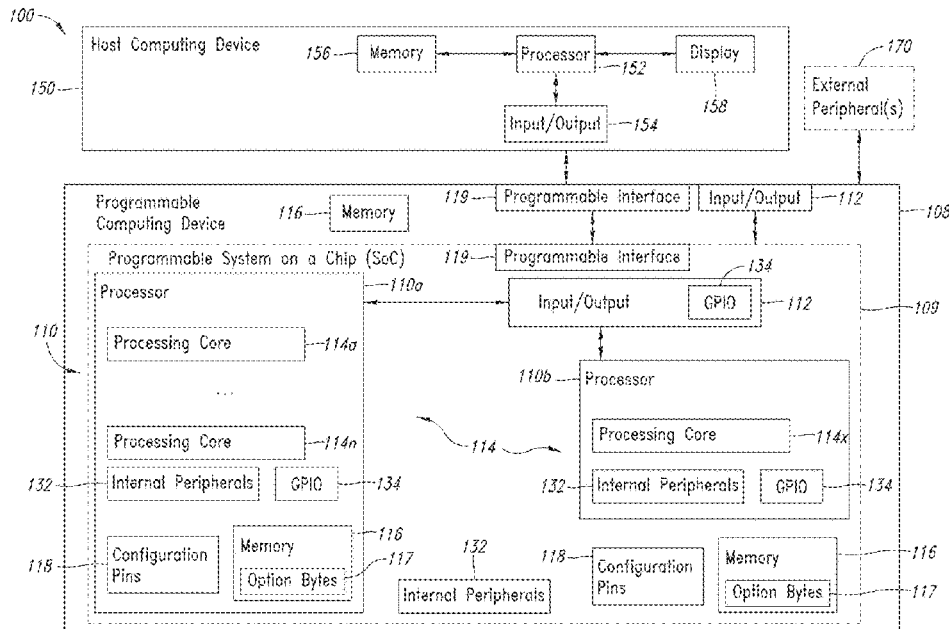 100
Host Computing Device
156
Memory
Processor
152
Display
158
170
External
Peripheral(s)
150
Input/Output
154
Programmable
Computing Device
116
Memory
119
Programmable Interface
Input/Output
112
108
Programmable System on a Chip (SoC)
119
Programmable Interface
134
Processor
110a
Input/Output
GPIO
112
109
110
Processing Core
114a
...
110b
Processor
Processing Core
114n
114
Processing Core
114x
132
Internal Peripherals
GPIO
134
132
Internal Peripherals
GPIO
134
118
Configuration
Pins
Memory
116
Option Bytes
117
132
Internal Peripherals
118
Configuration
Pins
Memory
116
Option Bytes
117